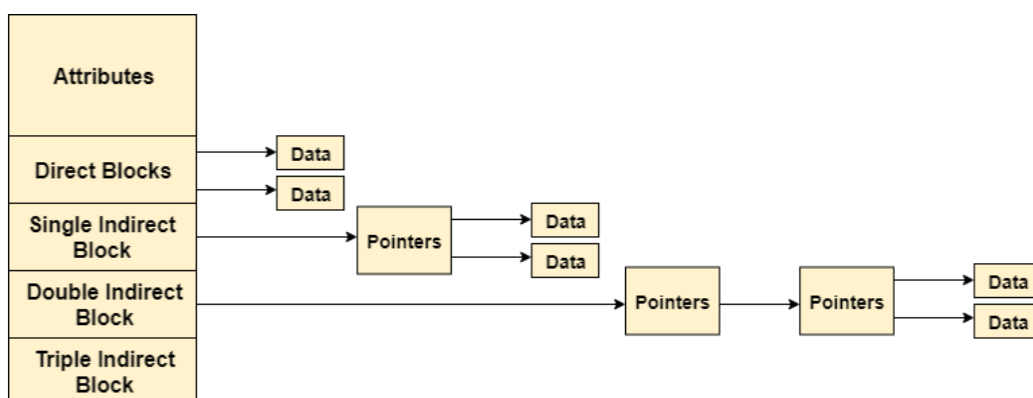 Attributes
Direct Blocks
Data
Data
Single Indirect
Block
Pointers
Data
Data
Double Indirect
Block
Pointers
Pointers
Data
Data
Triple Indirect
Block